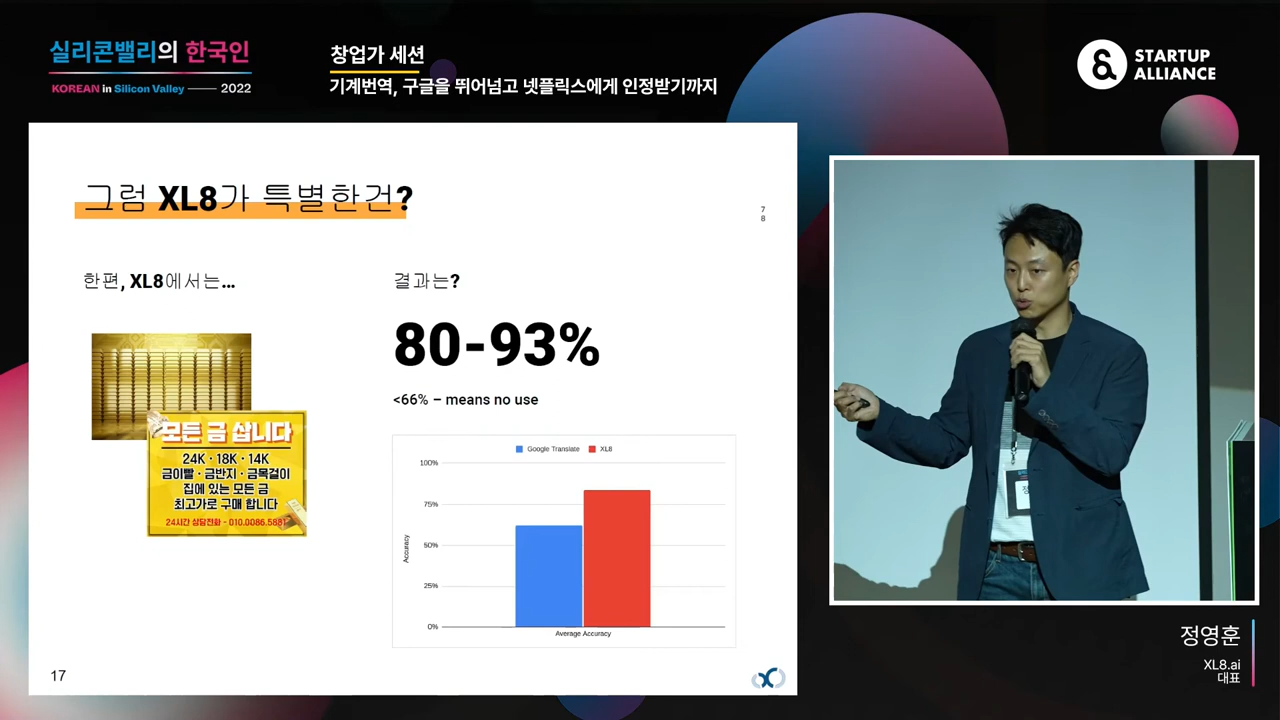 실리콘밸리의 한국인
KOREAN in Silicon Valley 2022
창업가 세션
기계번역, 구글을 뛰어넘고 넷플릭스에게 인정받기까지
STARTUP
ALLIANCE
그럼 XL8가 특별한건?
7
8
한편, XL8에서는...
모든 금 삽니다
24K · 18K · 14K
금이빨 · 금반지 · 금목걸이
집에 있는 모든 금
최고가로 구매 합니다
24시간 상담전화 - 010.0086.5881
결과는?
80-93%
<66% – means no use
Google Translate XL8
100%
75%
50%
25%
0%
Accuracy
Average Accuracy
17
정영훈
XL8.ai
대표